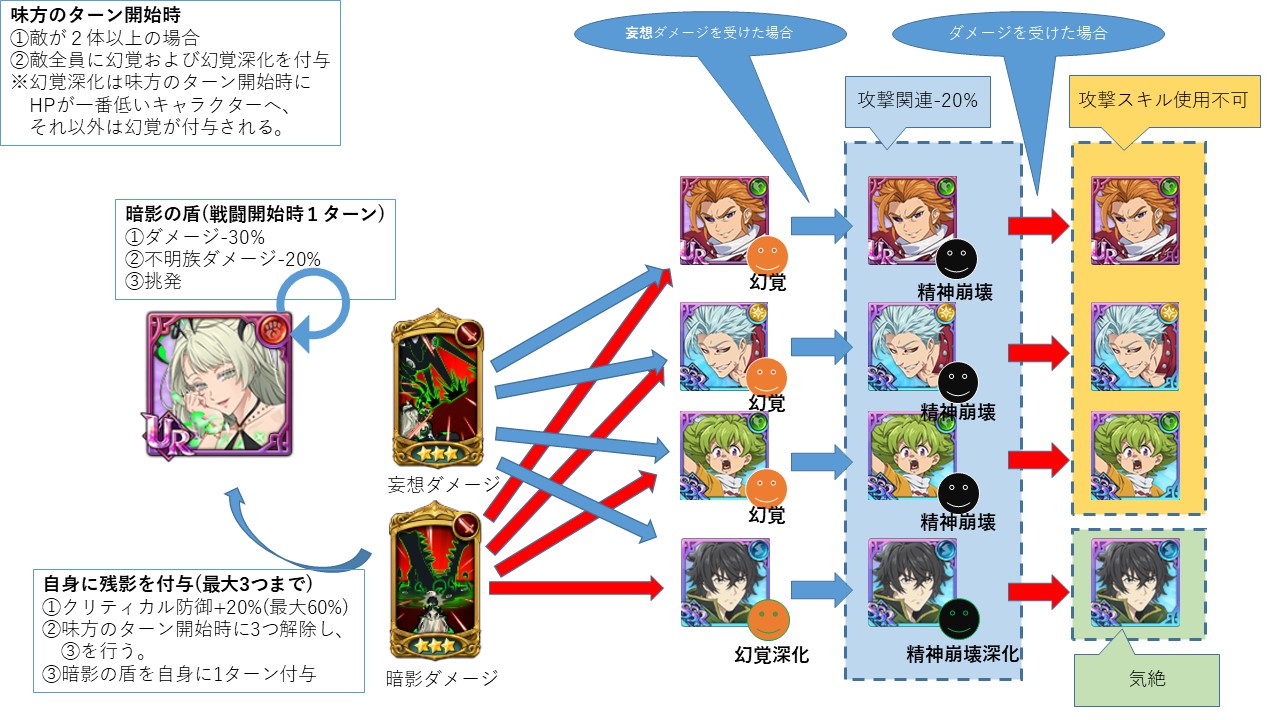 味方のターン開始時
①敵が２体以上の場合
②敵全員に幻覚および幻覚深化を付与
※幻覚深化は味方のターン開始時に
HPが一番低いキャラクターへ、
それ以外は幻覚が付与される。
妄想ダメージを受けた場合
ダメージを受けた場合
攻撃関連-20%
攻撃スキル使用不可
暗影の盾(戦闘開始時１ターン)
①ダメージ-30%
②不明族ダメージ-20%
③挑発
UR
妄想ダメージ
暗影ダメージ
自身に残影を付与(最大3つまで)
①クリティカル防御+20%(最大60%)
②味方のターン開始時に3つ解除し、
③を行う。
③暗影の盾を自身に1ターン付与
UR
幻覚
UR
精神崩壊
UR
幻覚
精神崩壊
幻覚
精神崩壊
幻覚深化
精神崩壊深化
気絶